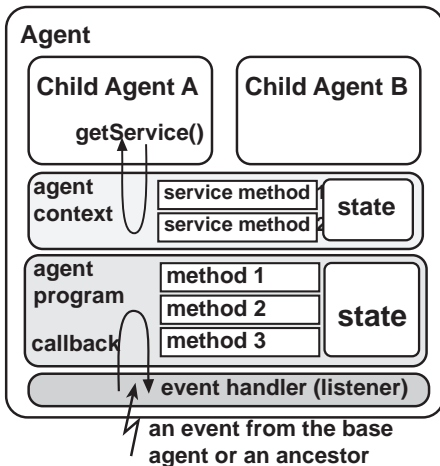 Agent
Child Agent A
Child Agent B
getService()
agent
context
service method 1
service method 2
state
agent
program
callback
method 1
method 2
method 3
state
event handler (listener)
an event from the base
agent or an ancestor